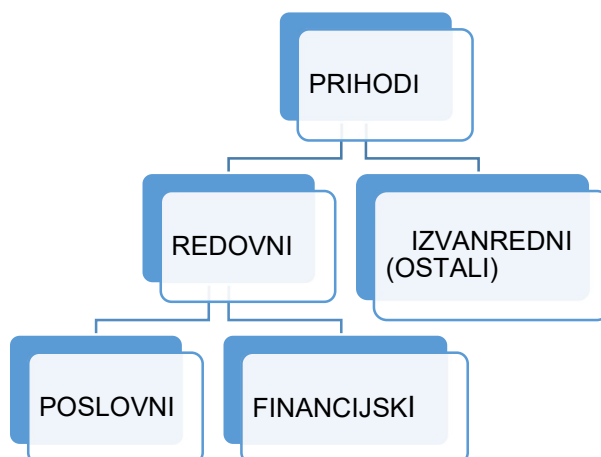 PRIHODI
REDOVNI
IZVANREDNI
(OSTALI)
POSLOVNI
FINANCIJSKI